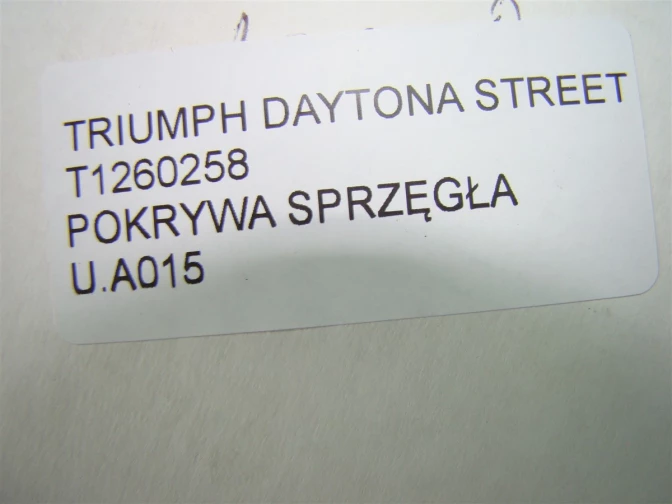 TRIUMPH DAYTONA STREET
T1260258
POKRYWA SPRZĘGŁA
U.A015